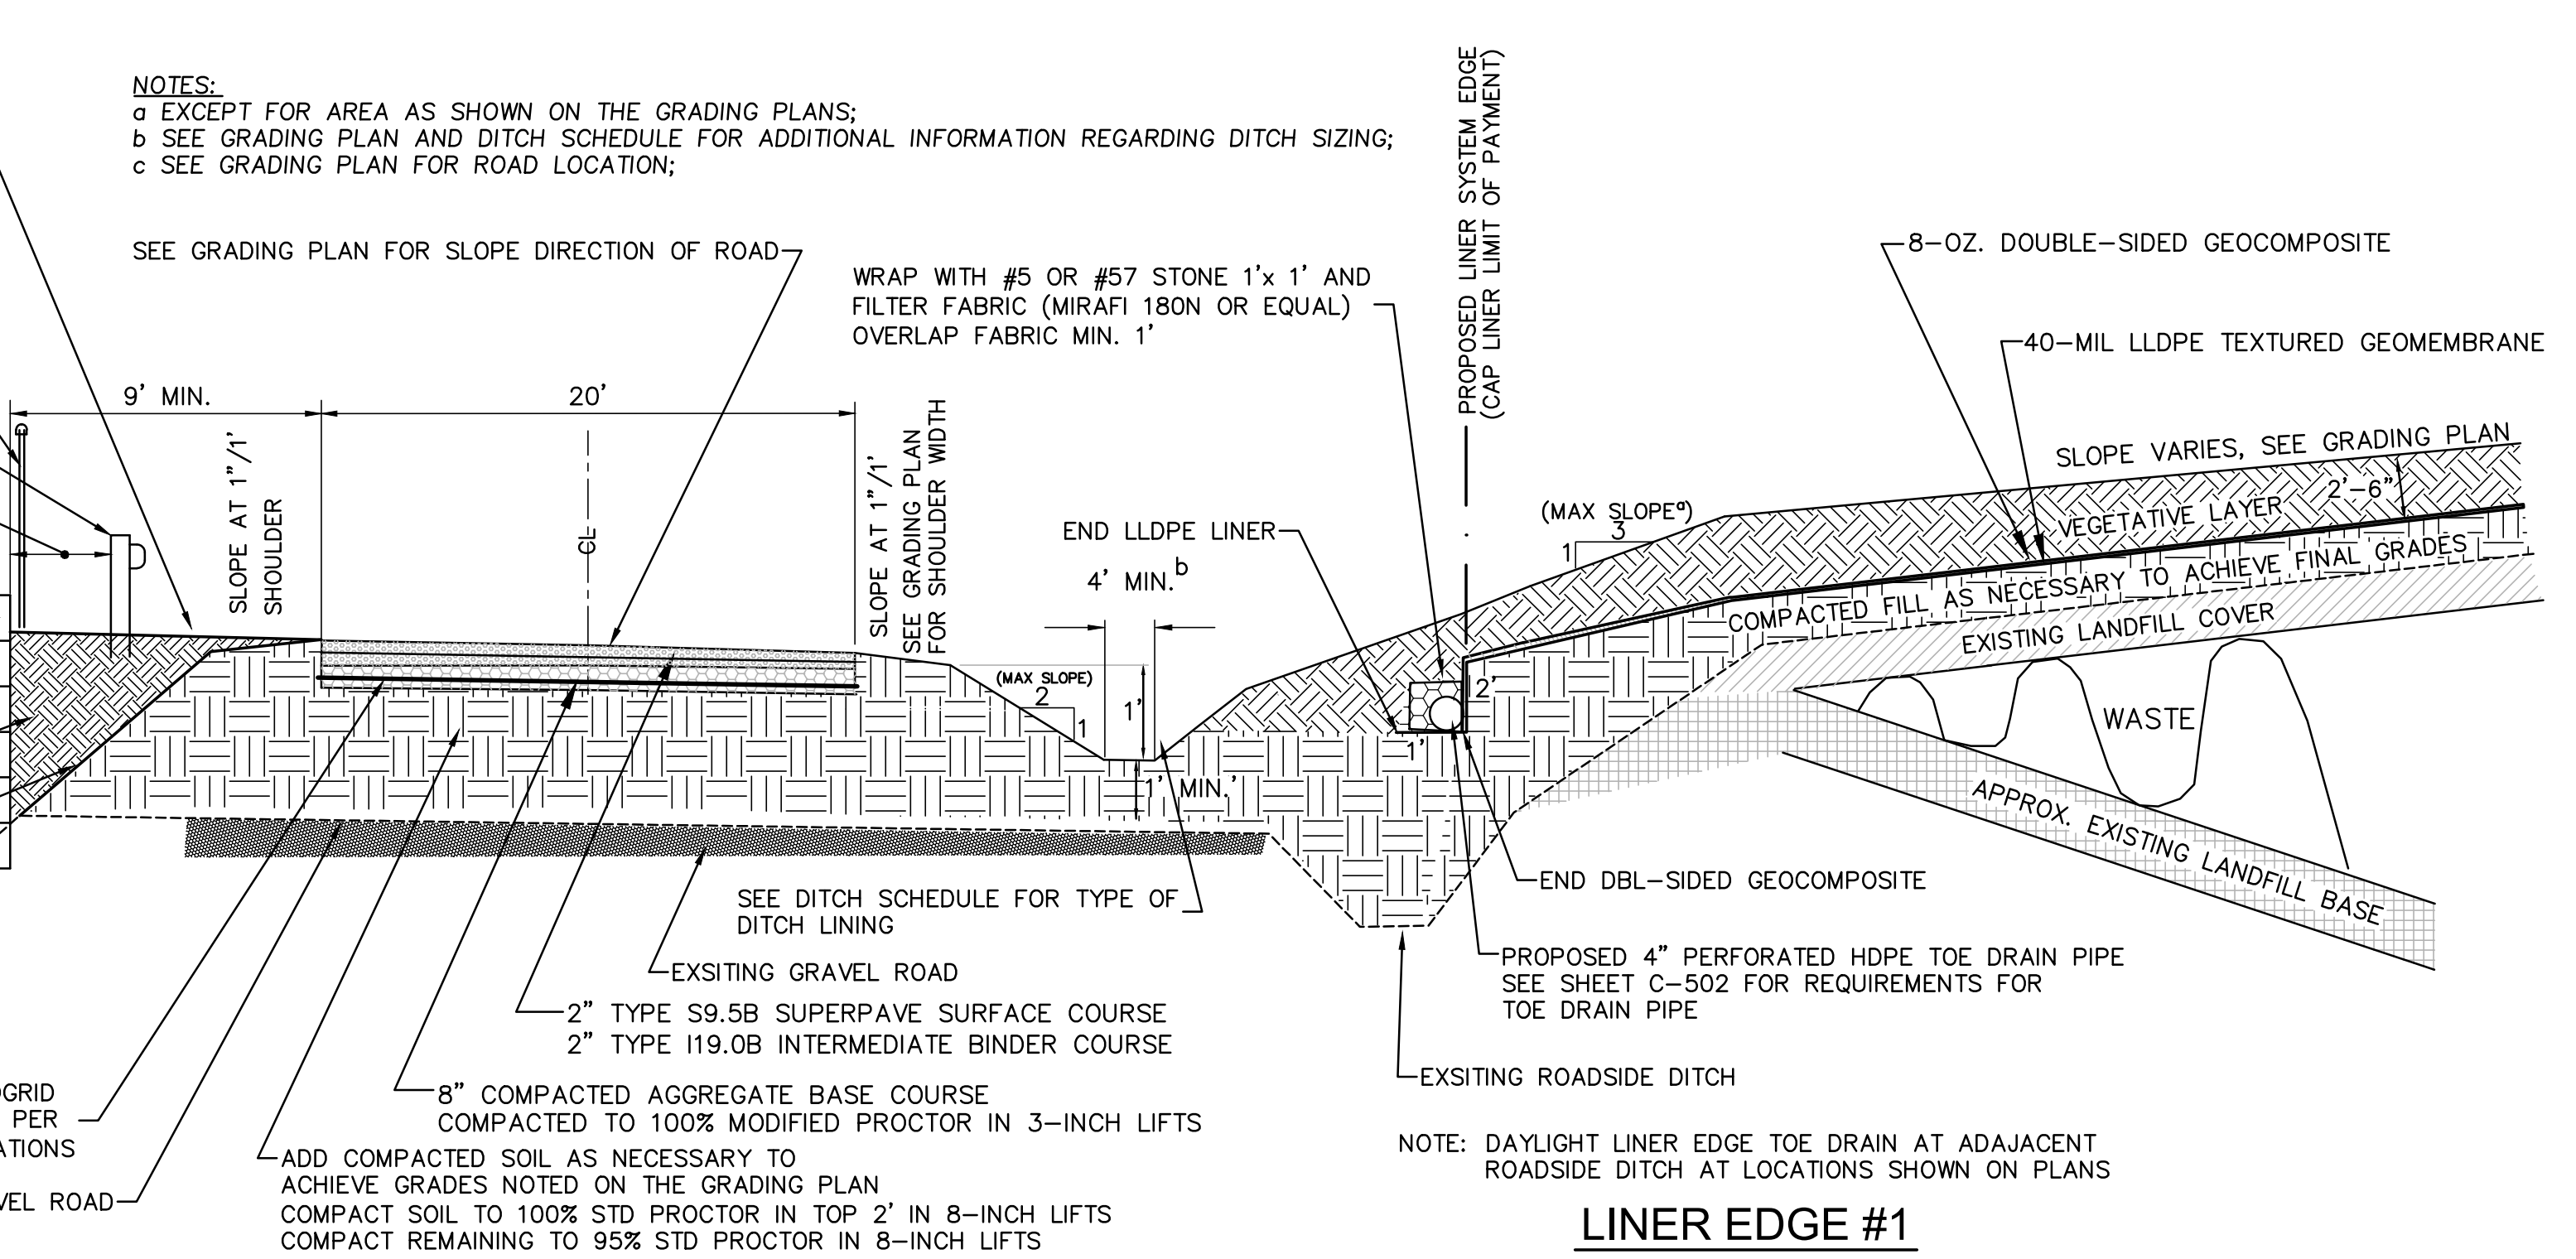 NOTES:
a EXCEPT FOR AREA AS SHOWN ON THE GRADING PLANS;
b SEE GRADING PLAN AND DITCH SCHEDULE FOR ADDITIONAL INFORMATION REGARDING DITCH SIZING;
c SEE GRADING PLAN FOR ROAD LOCATION;
SEE GRADING PLAN FOR SLOPE DIRECTION OF ROAD
WRAP WITH #5 OR #57 STONE 1'x 1' AND
FILTER FABRIC (MIRAFI 180N OR EQUAL)
OVERLAP FABRIC MIN. 1'
PROPOSED LINER SYSTEM EDGE
(CAP LINER LIMIT OF PAYMENT)
8-OZ. DOUBLE-SIDED GEOCOMPOSITE
40-MIL LLDPE TEXTURED GEOMEMBRANE
9' MIN.
20'
SLOPE AT 1"/1'
SHOULDER
CL
SLOPE AT 1"/1'
SEE GRADING PLAN
FOR SHOULDER WIDTH
END LLDPE LINER
4' MIN.b
(MAX SLOPEa)
3
1
SLOPE VARIES, SEE GRADING PLAN
2'-6"
VEGETATIVE LAYER
COMPACTED FILL AS NECESSARY TO ACHIEVE FINAL GRADES
EXISTING LANDFILL COVER
(MAX SLOPE)
2
1
1'
2'
1'
1' MIN.'
WASTE
APPROX. EXISTING LANDFILL BASE
SEE DITCH SCHEDULE FOR TYPE OF
DITCH LINING
END DBL-SIDED GEOCOMPOSITE
EXSITING GRAVEL ROAD
PROPOSED 4" PERFORATED HDPE TOE DRAIN PIPE
SEE SHEET C-502 FOR REQUIREMENTS FOR
TOE DRAIN PIPE
2" TYPE S9.5B SUPERPAVE SURFACE COURSE
2" TYPE I19.0B INTERMEDIATE BINDER COURSE
EXSITING ROADSIDE DITCH
8" COMPACTED AGGREGATE BASE COURSE
COMPACTED TO 100% MODIFIED PROCTOR IN 3-INCH LIFTS
OGRID
PER
ATIONS
ADD COMPACTED SOIL AS NECESSARY TO
ACHIEVE GRADES NOTED ON THE GRADING PLAN
COMPACT SOIL TO 100% STD PROCTOR IN TOP 2' IN 8-INCH LIFTS
COMPACT REMAINING TO 95% STD PROCTOR IN 8-INCH LIFTS
VEL ROAD
NOTE: DAYLIGHT LINER EDGE TOE DRAIN AT ADAJACENT
ROADSIDE DITCH AT LOCATIONS SHOWN ON PLANS
LINER EDGE #1